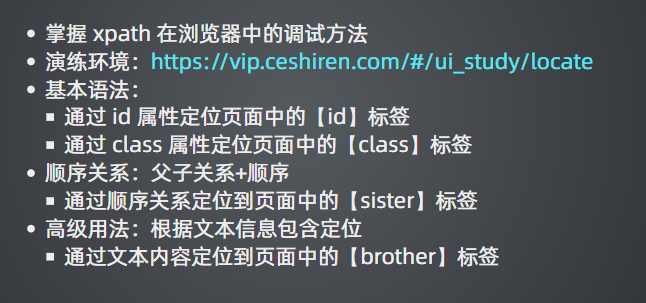 掌握 xpath 在浏览器中的调试方法
演练环境：https://vip.ceshiren.com/#/ui_study/locate
基本语法：
通过 id 属性定位页面中的【id】标签
通过 class 属性定位页面中的【class】标签
顺序关系：父子关系+顺序
通过顺序关系定位到页面中的【sister】标签
高级用法：根据文本信息包含定位
通过文本内容定位到页面中的【brother】标签